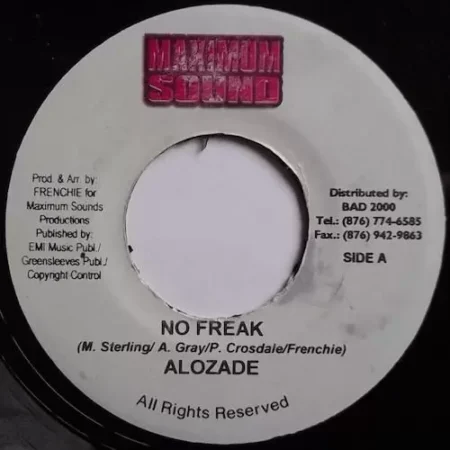 MAXIMUM
SOUND
Prod. & Arr. by:
FRENCHIE for
Maximum Sounds
Productions
Published by:
EMI Music Publ./
Greensleeves Publ./
Copyright Control
Distributed by:
BAD 2000
Tel.: (876) 774-6585
Fax.: (876) 942-9863
SIDE A
NO FREAK
(M. Sterling/ A. Gray/P. Crosdale/Frenchie)
ALOZADE
All Rights Reserved